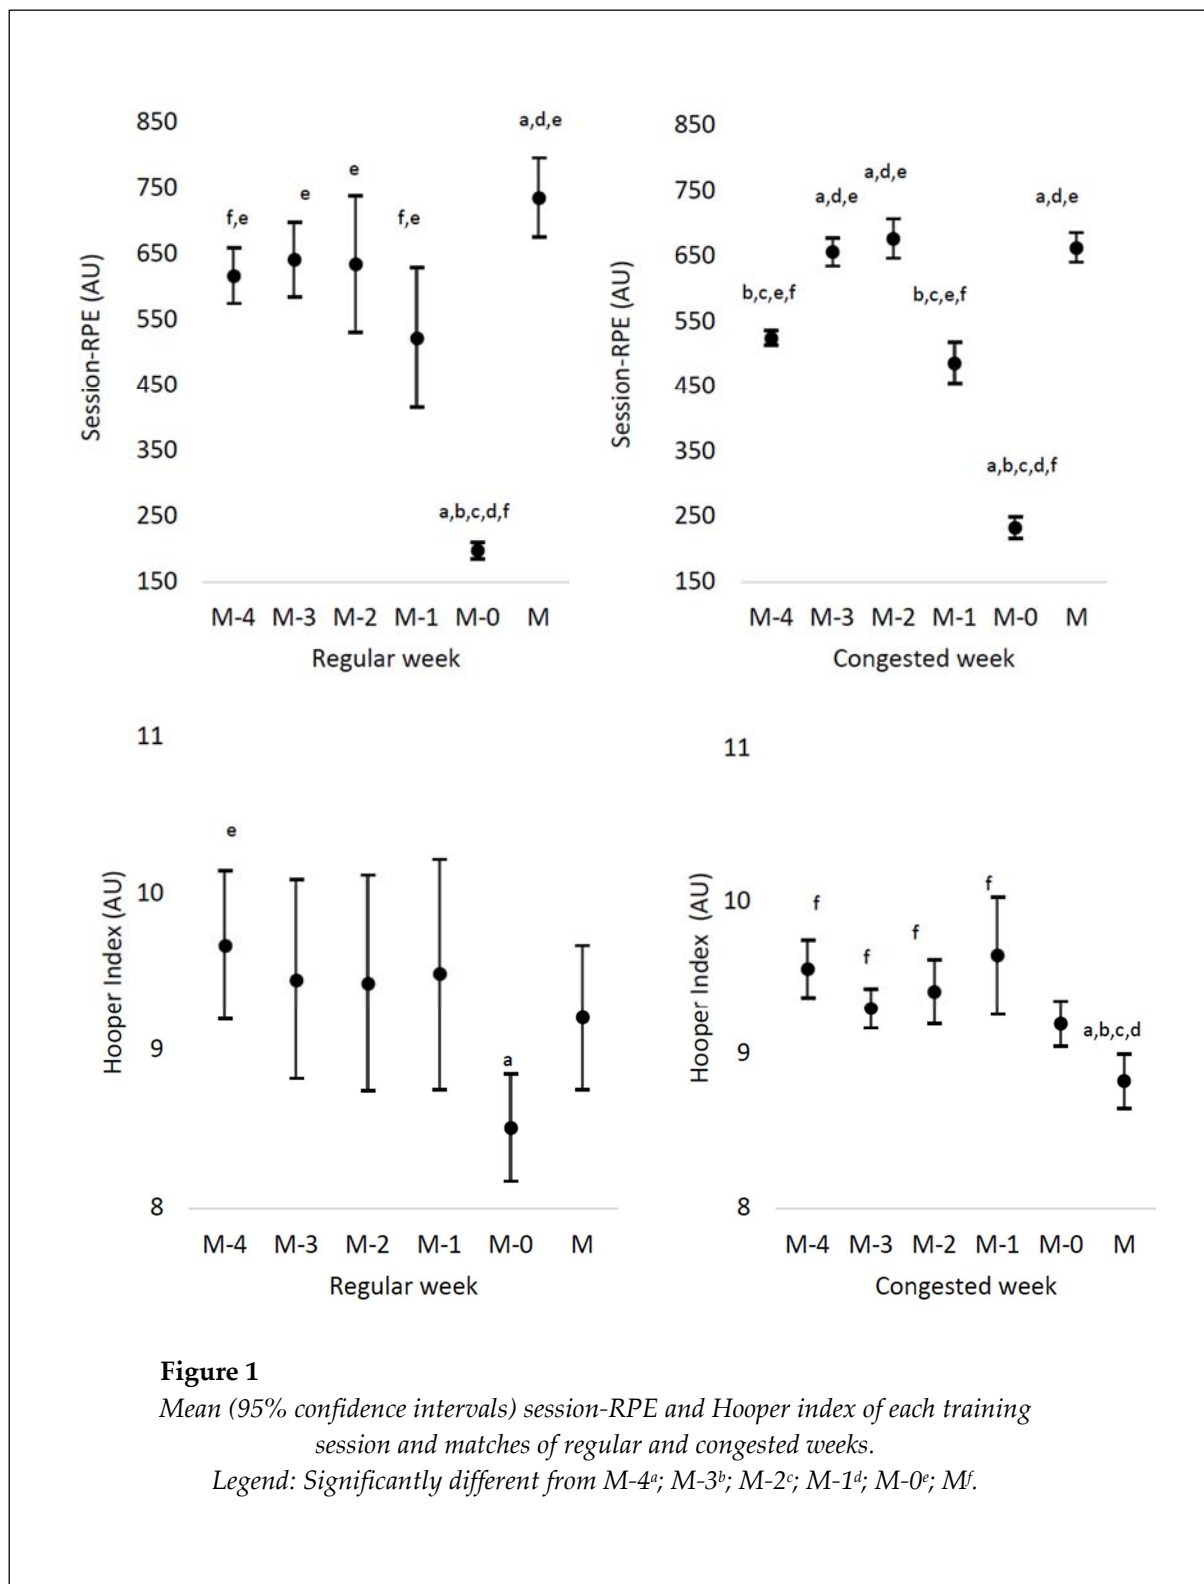 850
750
650
550
450
350
250
150
Session-RPE (AU)
f,e
e
e
f,e
a,b,c,d,f
a,d,e
M-4 M-3 M-2 M-1 M-0 M
Regular week
850
750
650
550
450
350
250
150
Session-RPE (AU)
b,c,e,f
a,d,e
a,d,e
b,c,e,f
a,b,c,d,f
a,d,e
M-4 M-3 M-2 M-1 M-0 M
Congested week
11
10
9
8
Hooper Index (AU)
e
a
M-4 M-3 M-2 M-1 M-0 M
Regular week
11
10
9
8
Hooper Index (AU)
f
f
f
f
a,b,c,d
M-4 M-3 M-2 M-1 M-0 M
Congested week
Figure 1
Mean (95% confidence intervals) session-RPE and Hooper index of each training
session and matches of regular and congested weeks.
Legend: Significantly different from M-4ᵃ; M-3ᵇ; M-2ᶜ; M-1ᵈ; M-0ᵉ; Mᶠ.